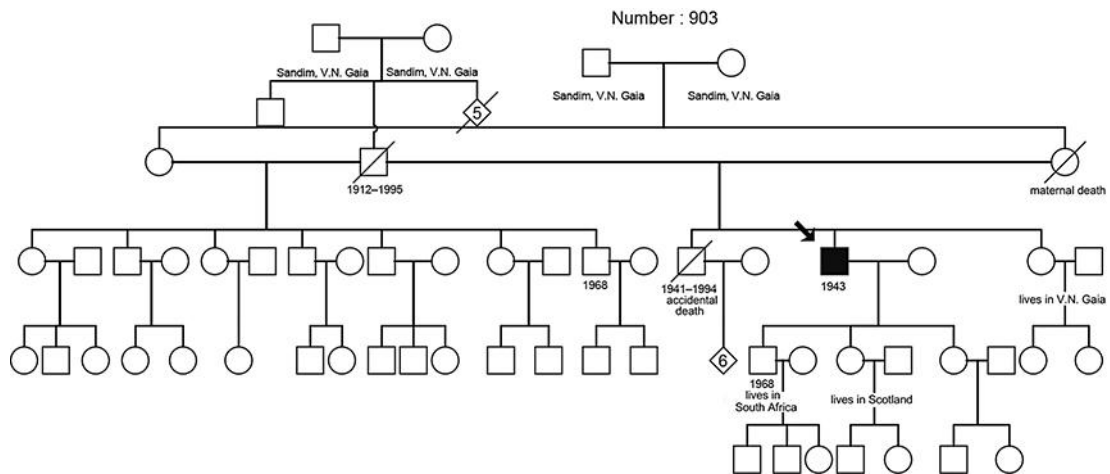 Number : 903
Sandim, V.N. Gaia
Sandim, V.N. Gaia
Sandim, V.N. Gaia
Sandim, V.N. Gaia
5
1912–1995
maternal death
1968
1941–1994
accidental
death
1943
lives in V.N. Gaia
6
1968
lives in
South Africa
lives in Scotland